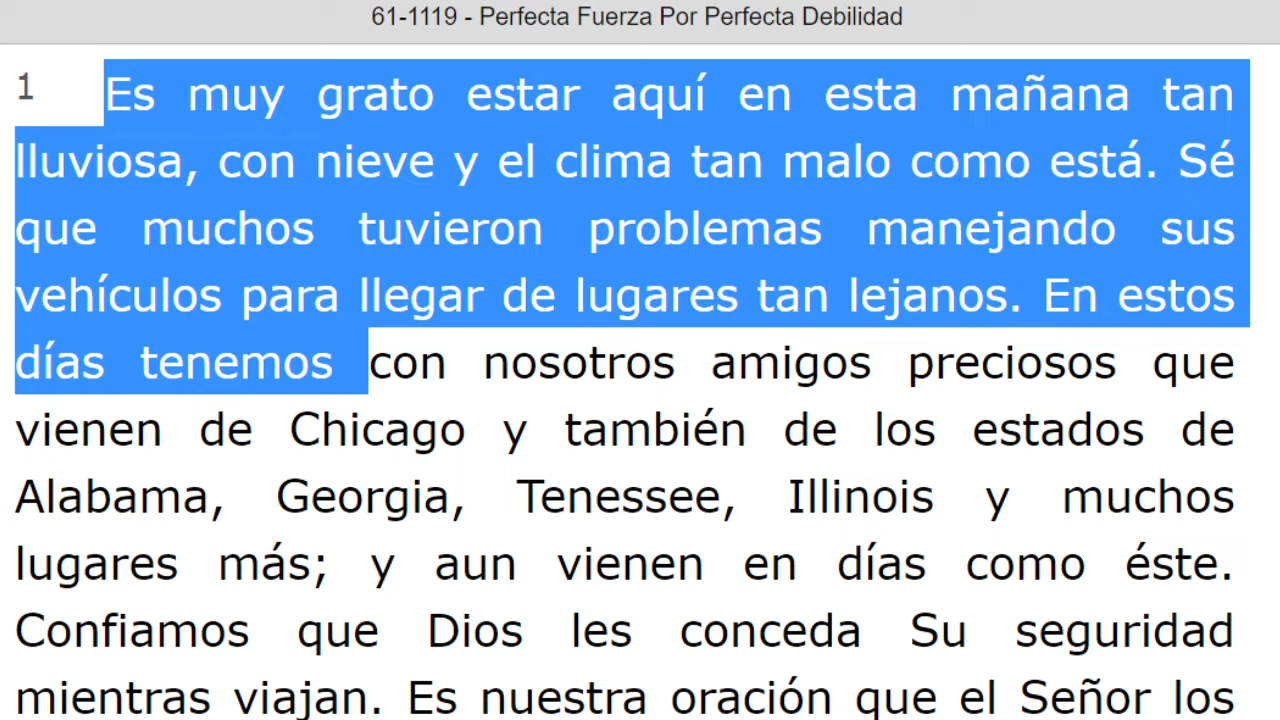 61-1119 - Perfecta Fuerza Por Perfecta Debilidad
1 Es muy grato estar aquí en esta mañana tan
lluviosa, con nieve y el clima tan malo como está. Sé
que muchos tuvieron problemas manejando sus
vehículos para llegar de lugares tan lejanos. En estos
días tenemos con nosotros amigos preciosos que
vienen de Chicago y también de los estados de
Alabama, Georgia, Tenessee, Illinois y muchos
lugares más; y aun vienen en días como éste.
Confiamos que Dios les conceda Su seguridad
mientras viajan. Es nuestra oración que el Señor los